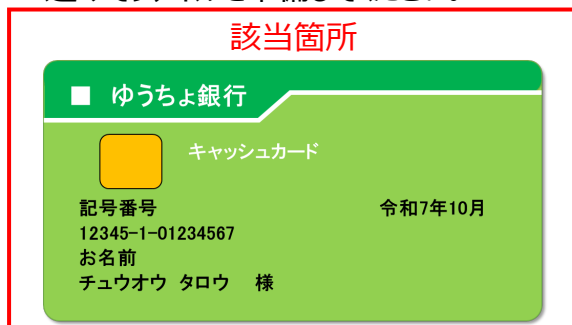 該当箇所
■ ゆうちょ銀行
キャッシュカード
記号番号 令和7年10月
12345-1-01234567
お名前
チュウオウ タロウ 様